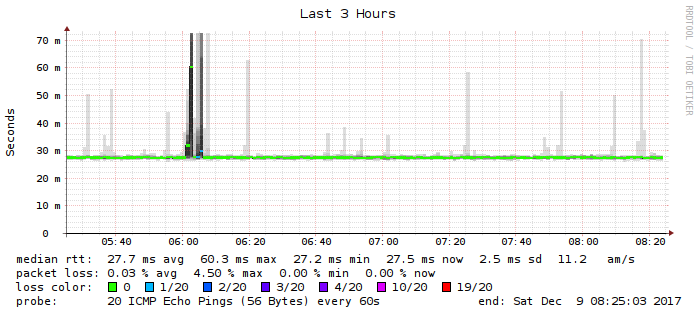 Last 3 Hours
RRDTOOL / TOBI OETIKER
Seconds
70 m
60 m
50 m
40 m
30 m
20 m
10 m
0
05:40 06:00 06:20 06:40 07:00 07:20 07:40 08:00 08:20
median rtt: 27.7 ms avg 60.3 ms max 27.2 ms min 27.5 ms now 2.5 ms sd 11.2 am/s
packet loss: 0.03 % avg 4.50 % max 0.00 % min 0.00 % now
loss color: 0 1/20 2/20 3/20 4/20 10/20 19/20
probe: 20 ICMP Echo Pings (56 Bytes) every 60s end: Sat Dec 9 08:25:03 2017